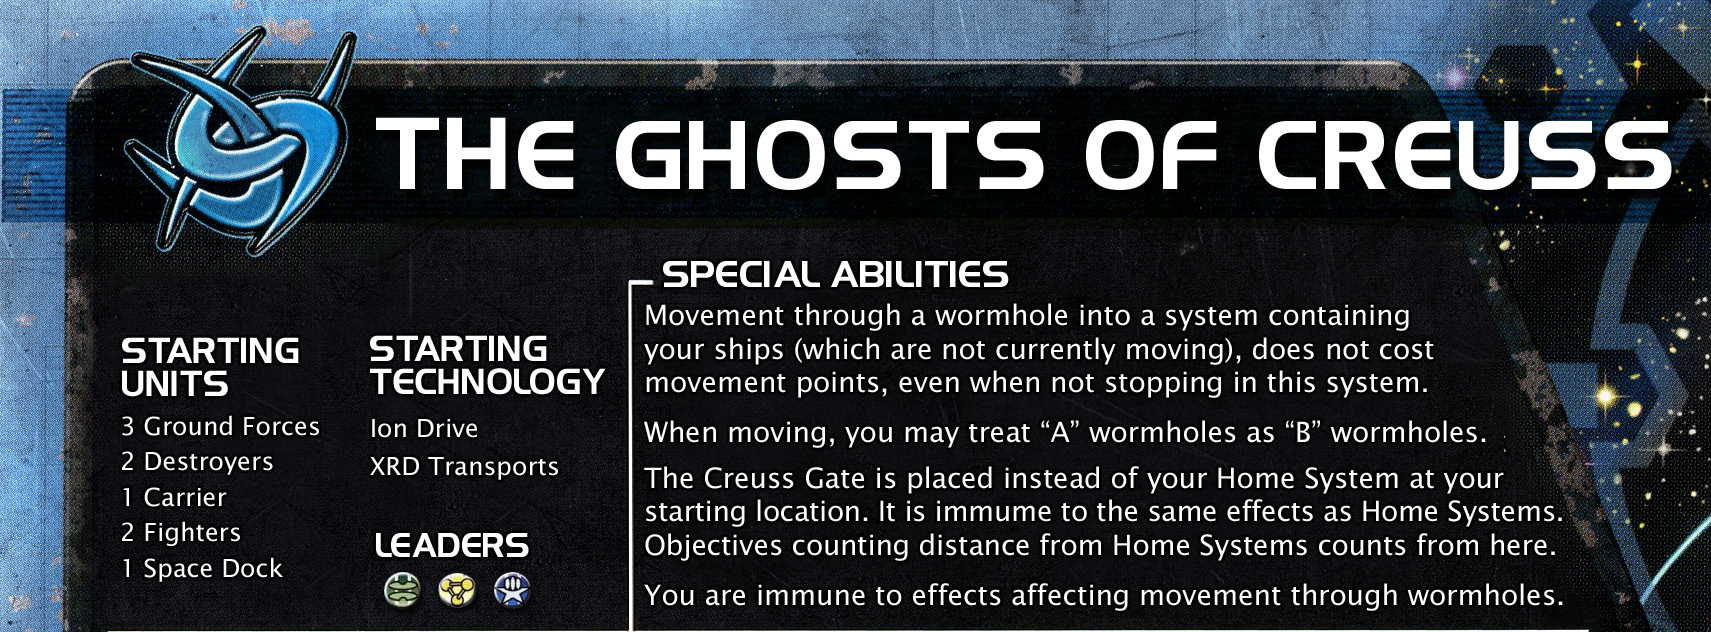 THE GHOSTS OF CREUSS
STARTING
UNITS
3 Ground Forces
2 Destroyers
1 Carrier
2 Fighters
1 Space Dock
STARTING
TECHNOLOGY
Ion Drive
XRD Transports
LEADERS
SPECIAL ABILITIES
Movement through a wormhole into a system containing
your ships (which are not currently moving), does not cost
movement points, even when not stopping in this system.
When moving, you may treat “A” wormholes as “B” wormholes.
The Creuss Gate is placed instead of your Home System at your
starting location. It is immume to the same effects as Home Systems.
Objectives counting distance from Home Systems counts from here.
You are immune to effects affecting movement through wormholes.